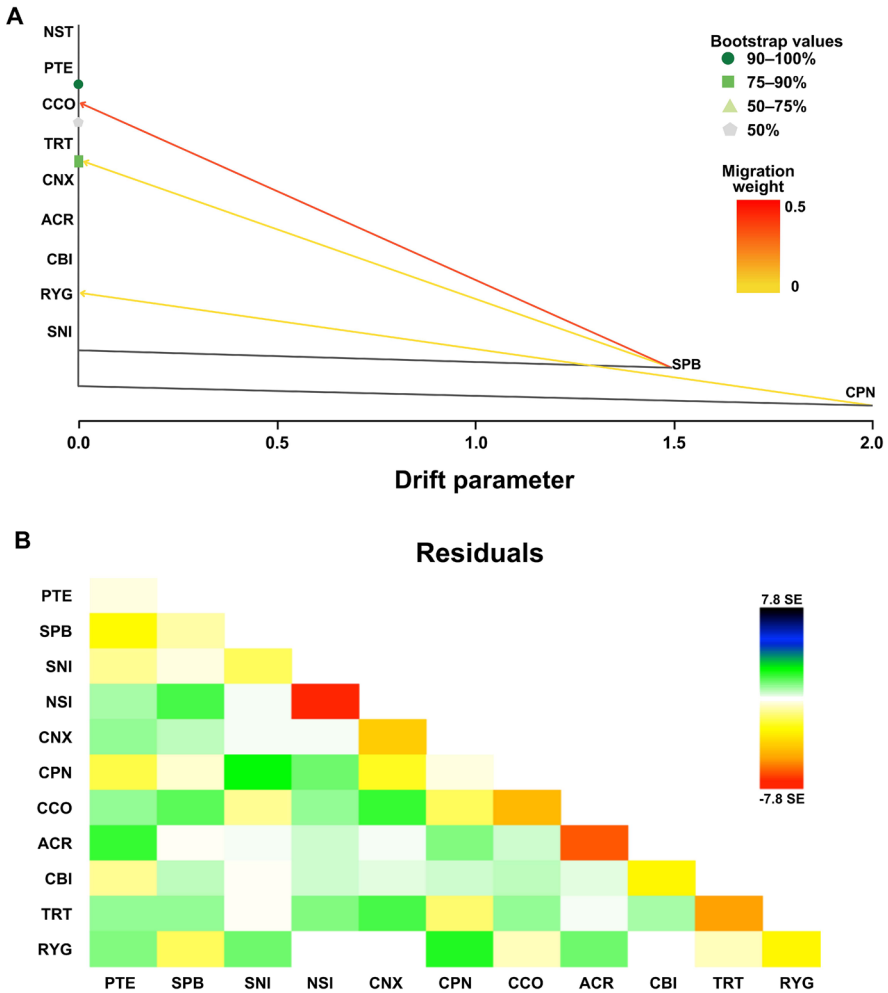 A
NST
PTE
CCO
TRT
CNX
ACR
CBI
RYG
SNI
SPB
CPN
Bootstrap values
90–100%
75–90%
50–75%
50%
Migration
weight
0.5
0
0.0 0.5 1.0 1.5 2.0
Drift parameter
B
Residuals
PTE
SPB
SNI
NSI
CNX
CPN
CCO
ACR
CBI
TRT
RYG
PTE SPB SNI NSI CNX CPN CCO ACR CBI TRT RYG
7.8 SE
-7.8 SE